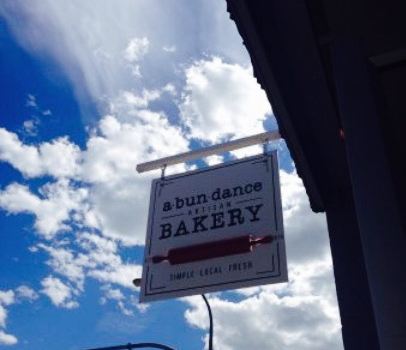 a·bun·dance
ARTISAN
BAKERY
SIMPLE · LOCAL · FRESH